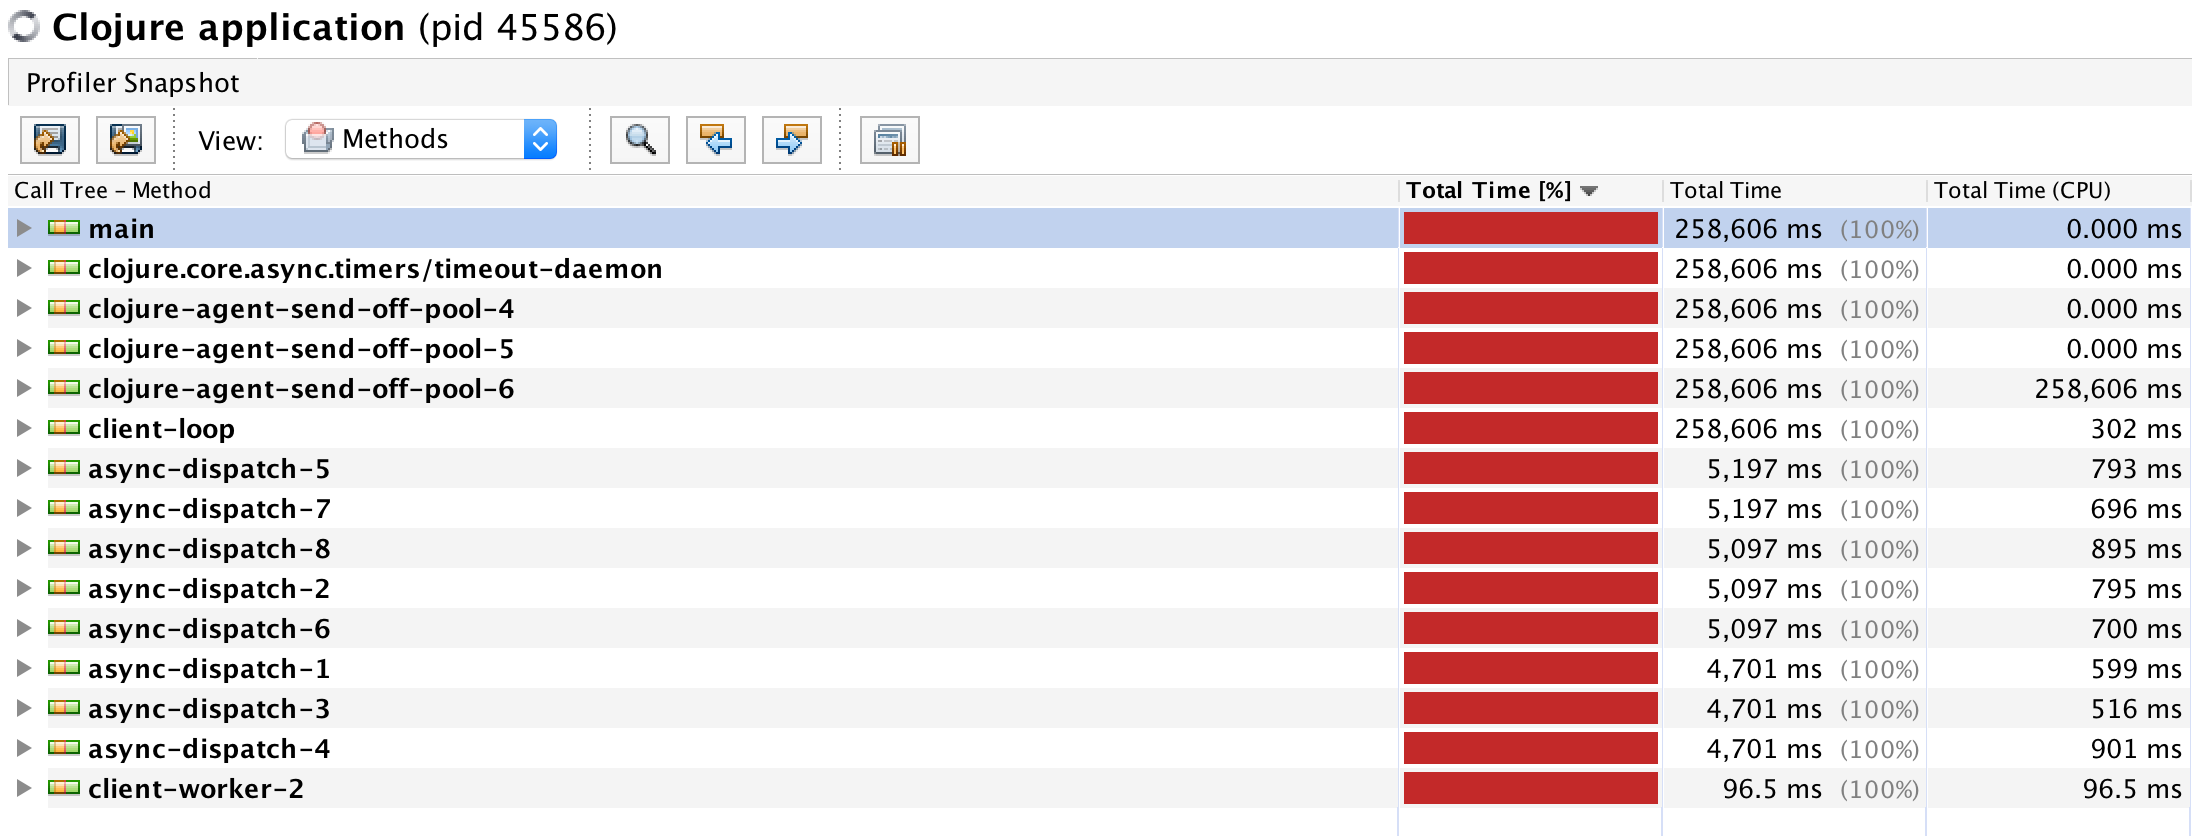 Clojure application (pid 45586)
Profiler Snapshot
View: Methods
Call Tree – Method Total Time [%] Total Time Total Time (CPU)
main 258,606 ms (100%) 0.000 ms
clojure.core.async.timers/timeout-daemon 258,606 ms (100%) 0.000 ms
clojure-agent-send-off-pool-4 258,606 ms (100%) 0.000 ms
clojure-agent-send-off-pool-5 258,606 ms (100%) 0.000 ms
clojure-agent-send-off-pool-6 258,606 ms (100%) 258,606 ms
client-loop 258,606 ms (100%) 302 ms
async-dispatch-5 5,197 ms (100%) 793 ms
async-dispatch-7 5,197 ms (100%) 696 ms
async-dispatch-8 5,097 ms (100%) 895 ms
async-dispatch-2 5,097 ms (100%) 795 ms
async-dispatch-6 5,097 ms (100%) 700 ms
async-dispatch-1 4,701 ms (100%) 599 ms
async-dispatch-3 4,701 ms (100%) 516 ms
async-dispatch-4 4,701 ms (100%) 901 ms
client-worker-2 96.5 ms (100%) 96.5 ms